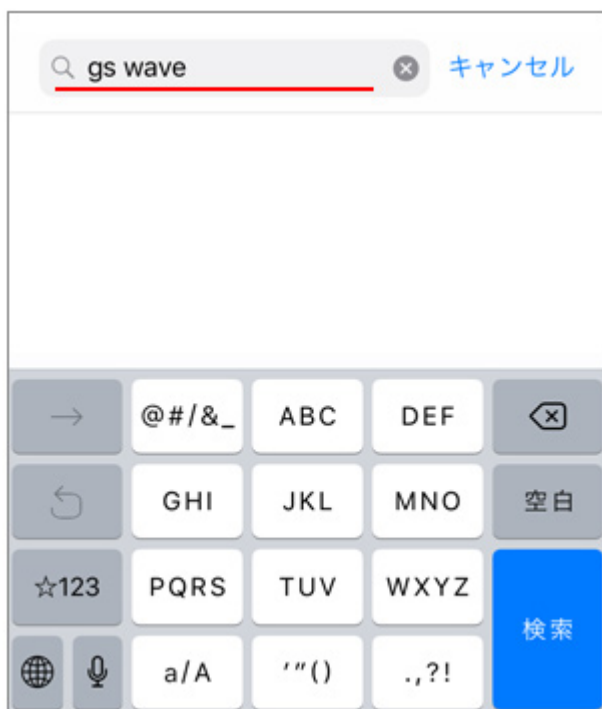 gs wave キャンセル
→ @#/&_ ABC DEF
GHI JKL MNO 空白
☆123 PQRS TUV WXYZ
検索
a/A '"() .,?!